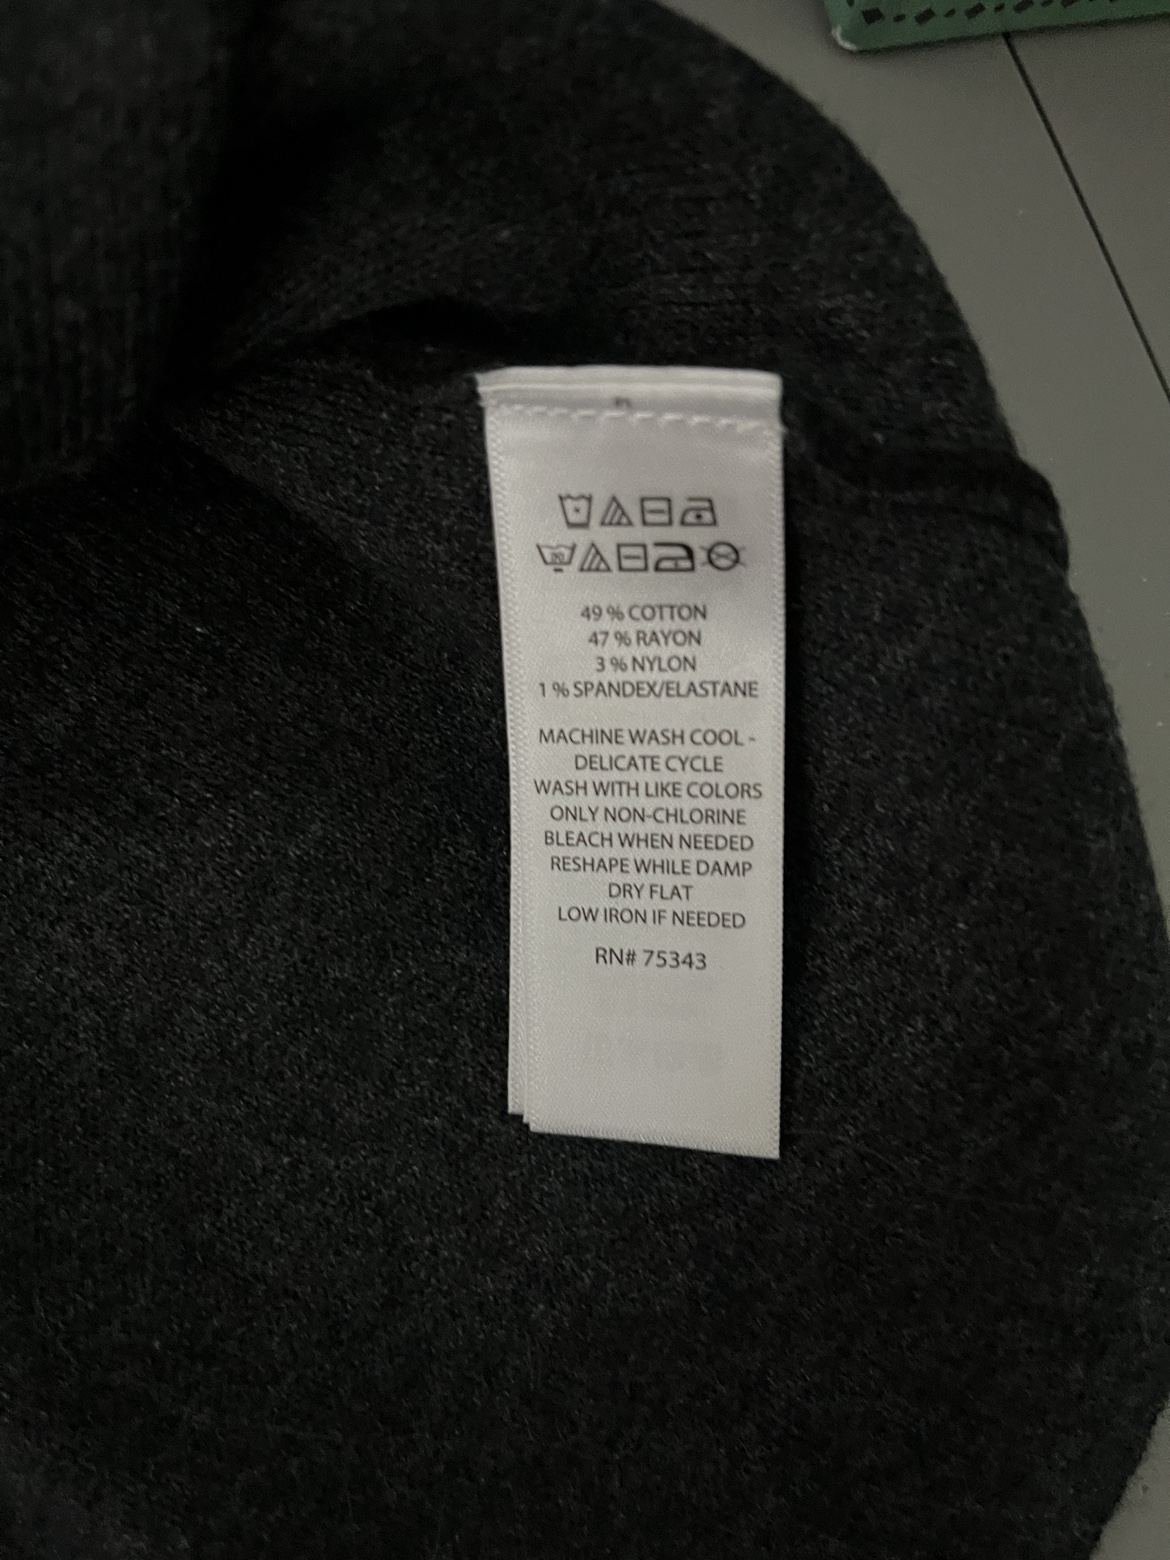 49 % COTTON
47 % RAYON
3 % NYLON
1 % SPANDEX/ELASTANE
MACHINE WASH COOL -
DELICATE CYCLE
WASH WITH LIKE COLORS
ONLY NON-CHLORINE
BLEACH WHEN NEEDED
RESHAPE WHILE DAMP
DRY FLAT
LOW IRON IF NEEDED
RN# 75343